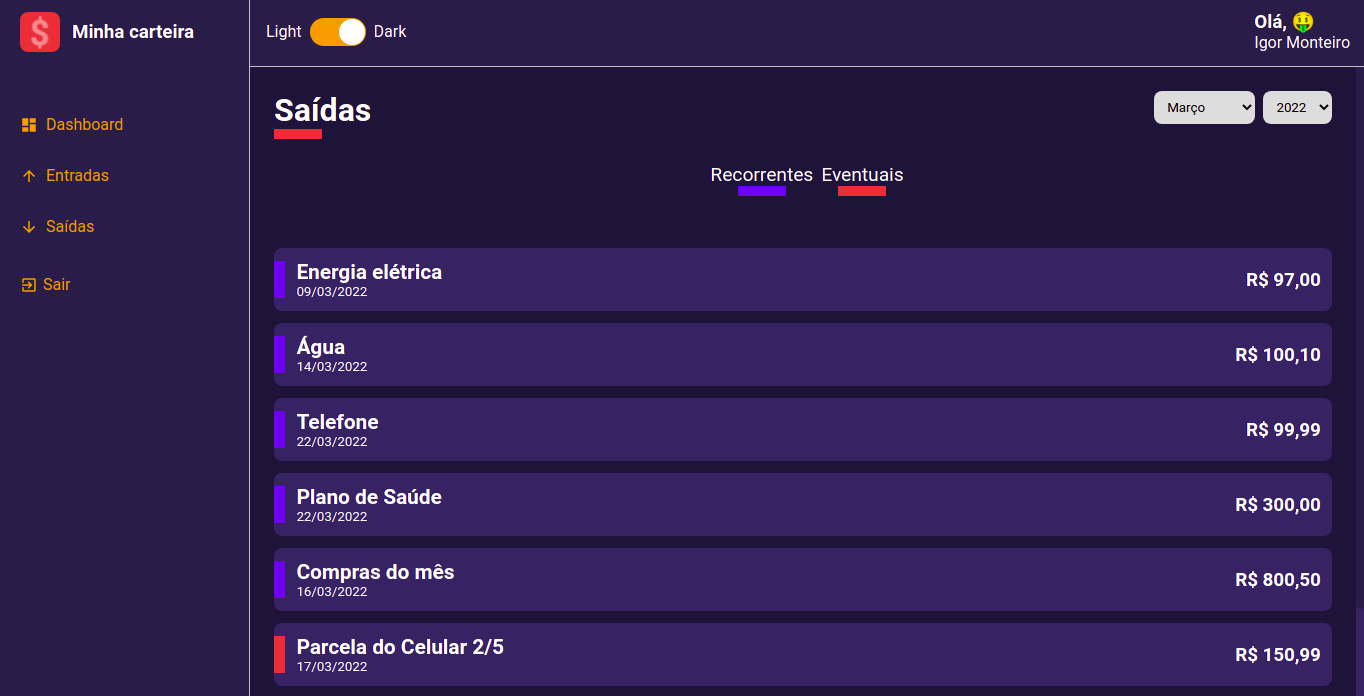 Minha carteira
Light Dark
Olá, 🤑
Igor Monteiro
Dashboard
Entradas
Saídas
Sair
Saídas
Março 2022
Recorrentes Eventuais
Energia elétrica
09/03/2022
R$ 97,00
Água
14/03/2022
R$ 100,10
Telefone
22/03/2022
R$ 99,99
Plano de Saúde
22/03/2022
R$ 300,00
Compras do mês
16/03/2022
R$ 800,50
Parcela do Celular 2/5
17/03/2022
R$ 150,99